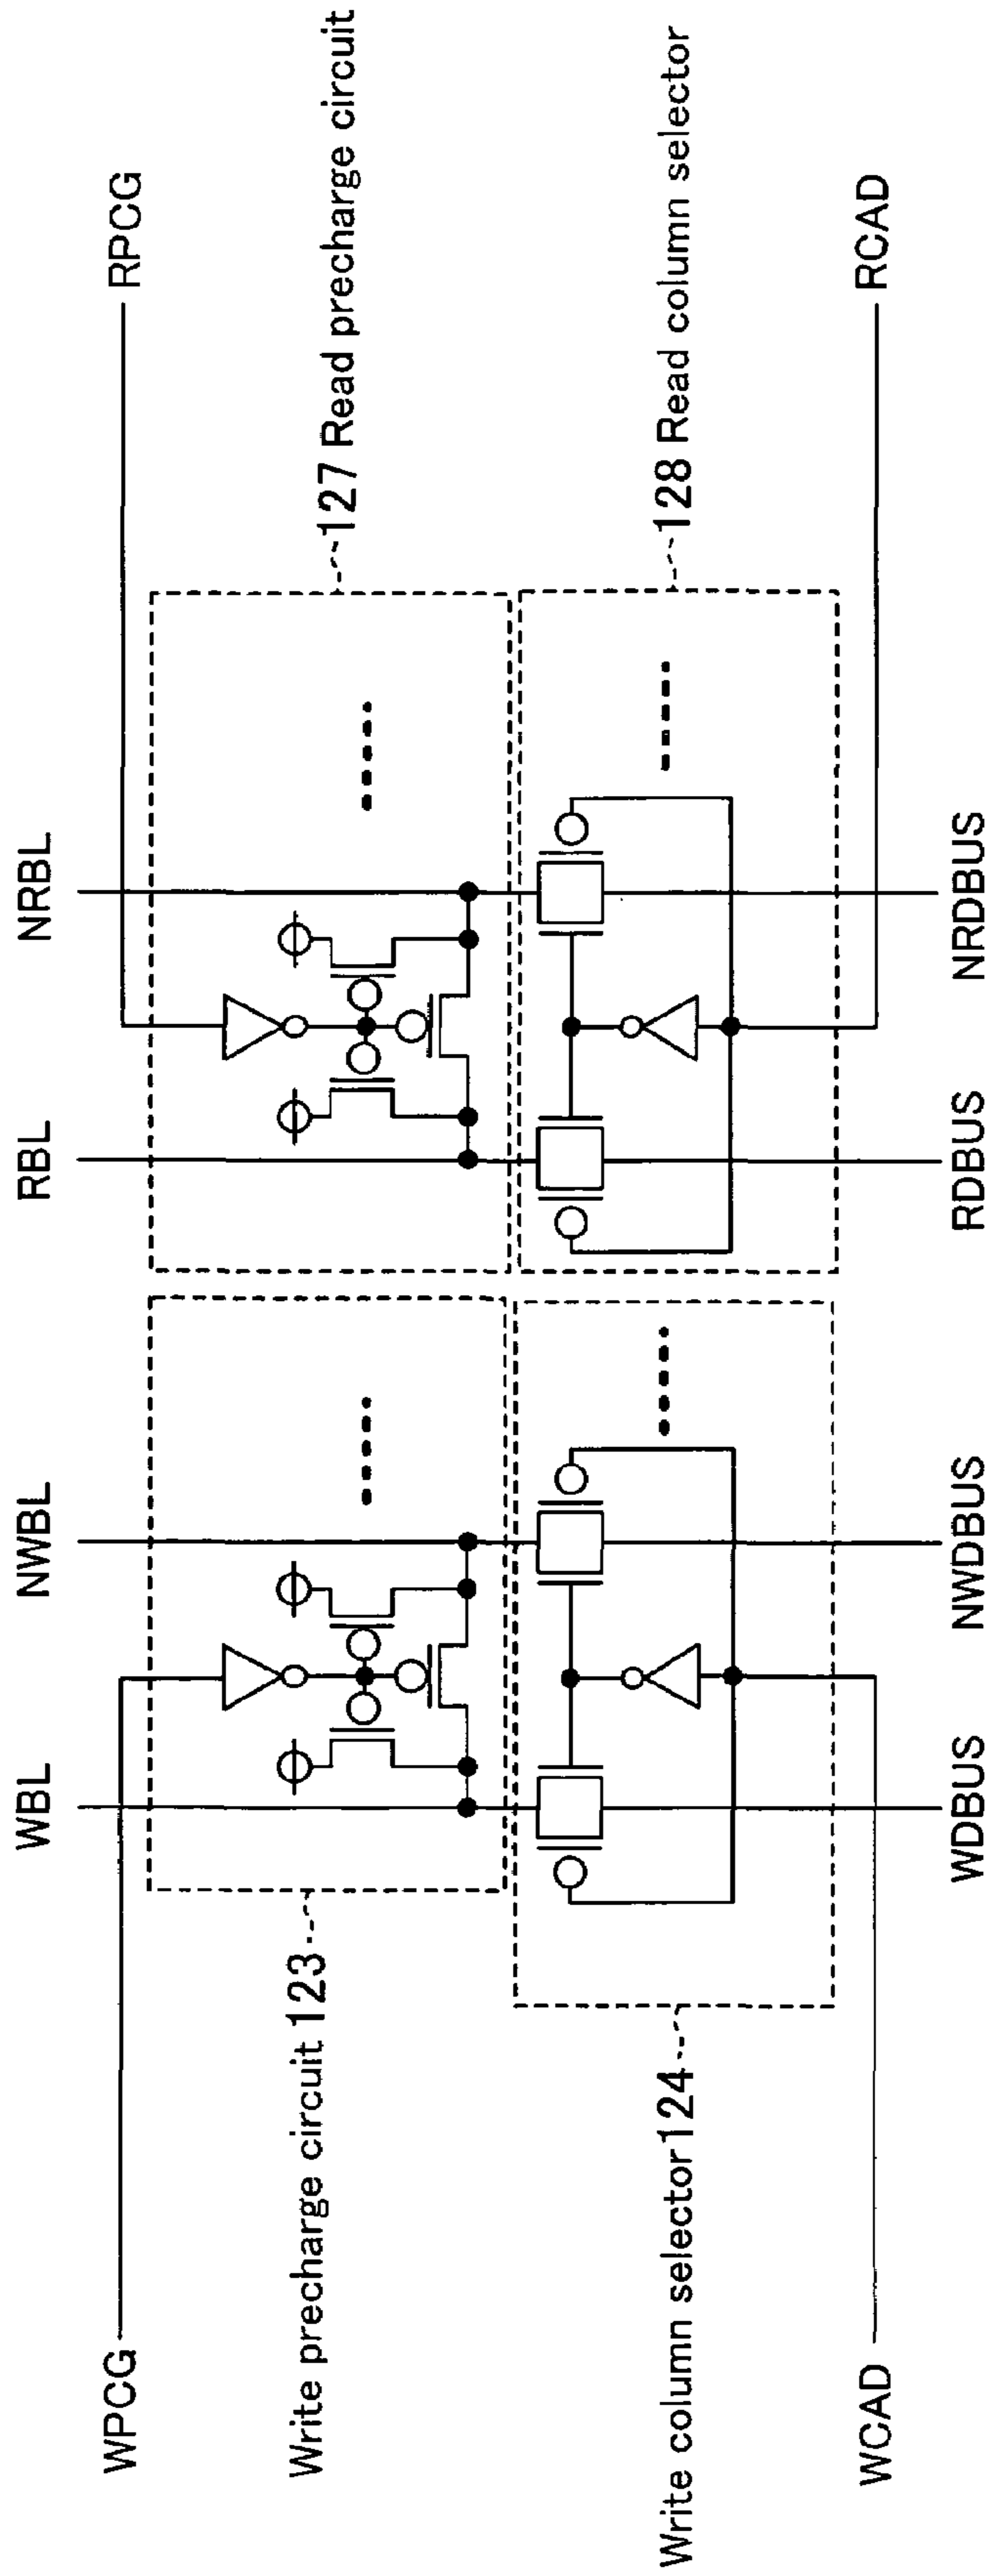 WPCG
WBL
NWBL
RBL
NRBL
RPCG
Write precharge circuit 123
127 Read precharge circuit
Write column selector 124
128 Read column selector
WCAD
WDBUS
NWDBUS
RDBUS
NRDBUS
RCAD